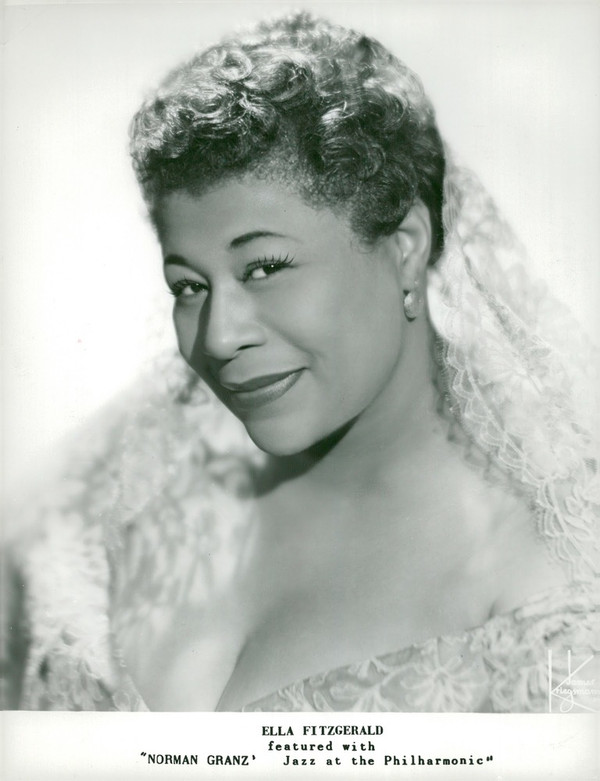 ELLA FITZGERALD
featured with
"NORMAN GRANZ' Jazz at the Philharmonic"